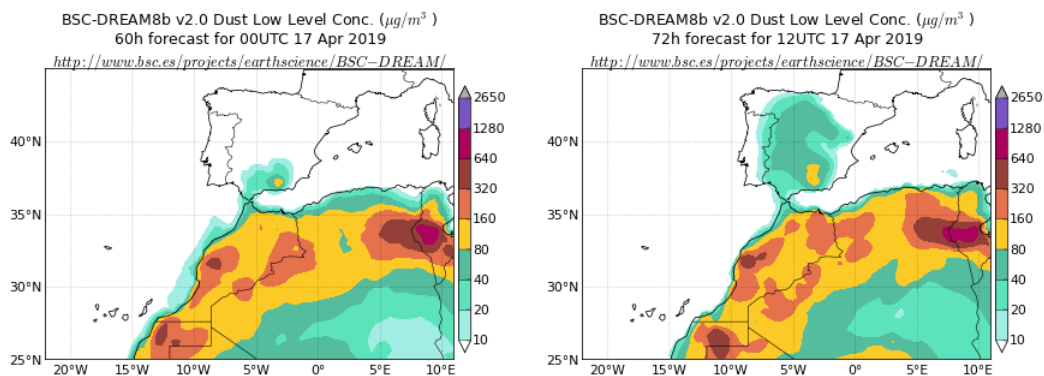 BSC-DREAM8b v2.0 Dust Low Level Conc. (μg/m³ )
60h forecast for 00UTC 17 Apr 2019
http://www.bsc.es/projects/earthscience/BSC−DREAM/
40°N
35°N
30°N
25°N
20°W
15°W
10°W
5°W
0°
5°E
10°E
2650
1280
640
320
160
80
40
20
10
BSC-DREAM8b v2.0 Dust Low Level Conc. (μg/m³ )
72h forecast for 12UTC 17 Apr 2019
http://www.bsc.es/projects/earthscience/BSC−DREAM/
40°N
35°N
30°N
25°N
20°W
15°W
10°W
5°W
0°
5°E
10°E
2650
1280
640
320
160
80
40
20
10